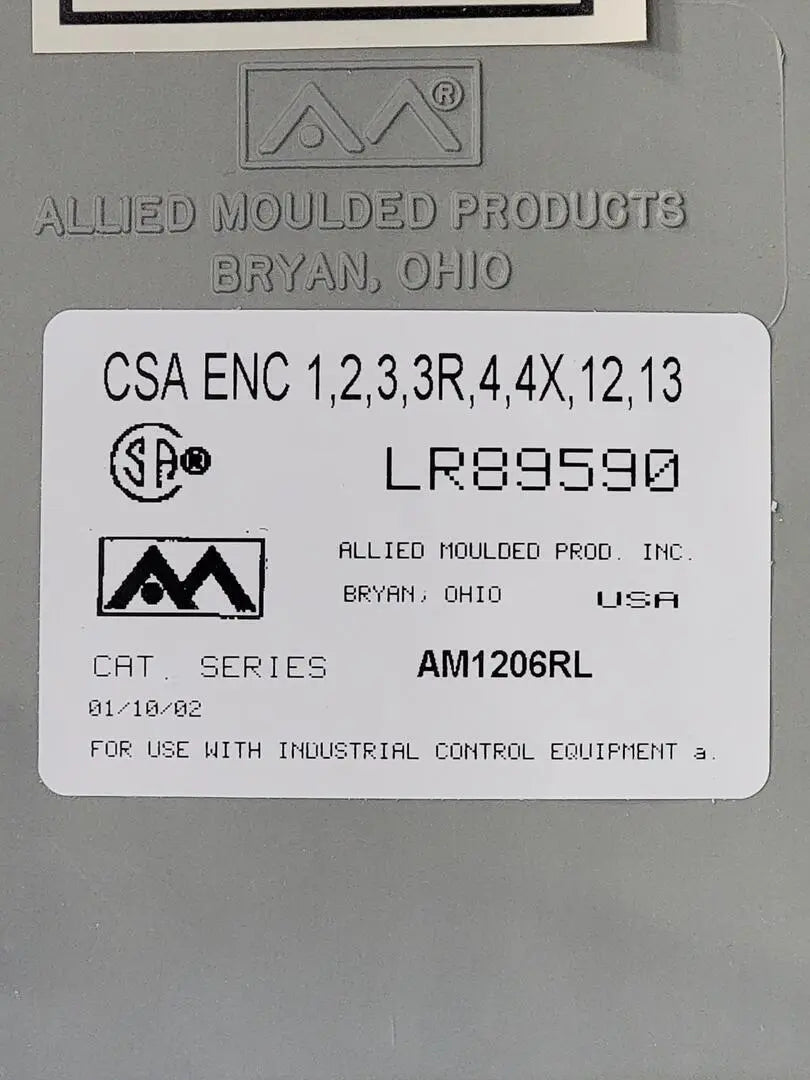 ®
ALLIED MOULDED PRODUCTS
BRYAN, OHIO
CSA ENC 1,2,3,3R,4,4X,12,13
SA® LR89590
ALLIED MOULDED PROD. INC.
BRYAN, OHIO USA
CAT. SERIES AM1206RL
01/10/02
FOR USE WITH INDUSTRIAL CONTROL EQUIPMENT a.